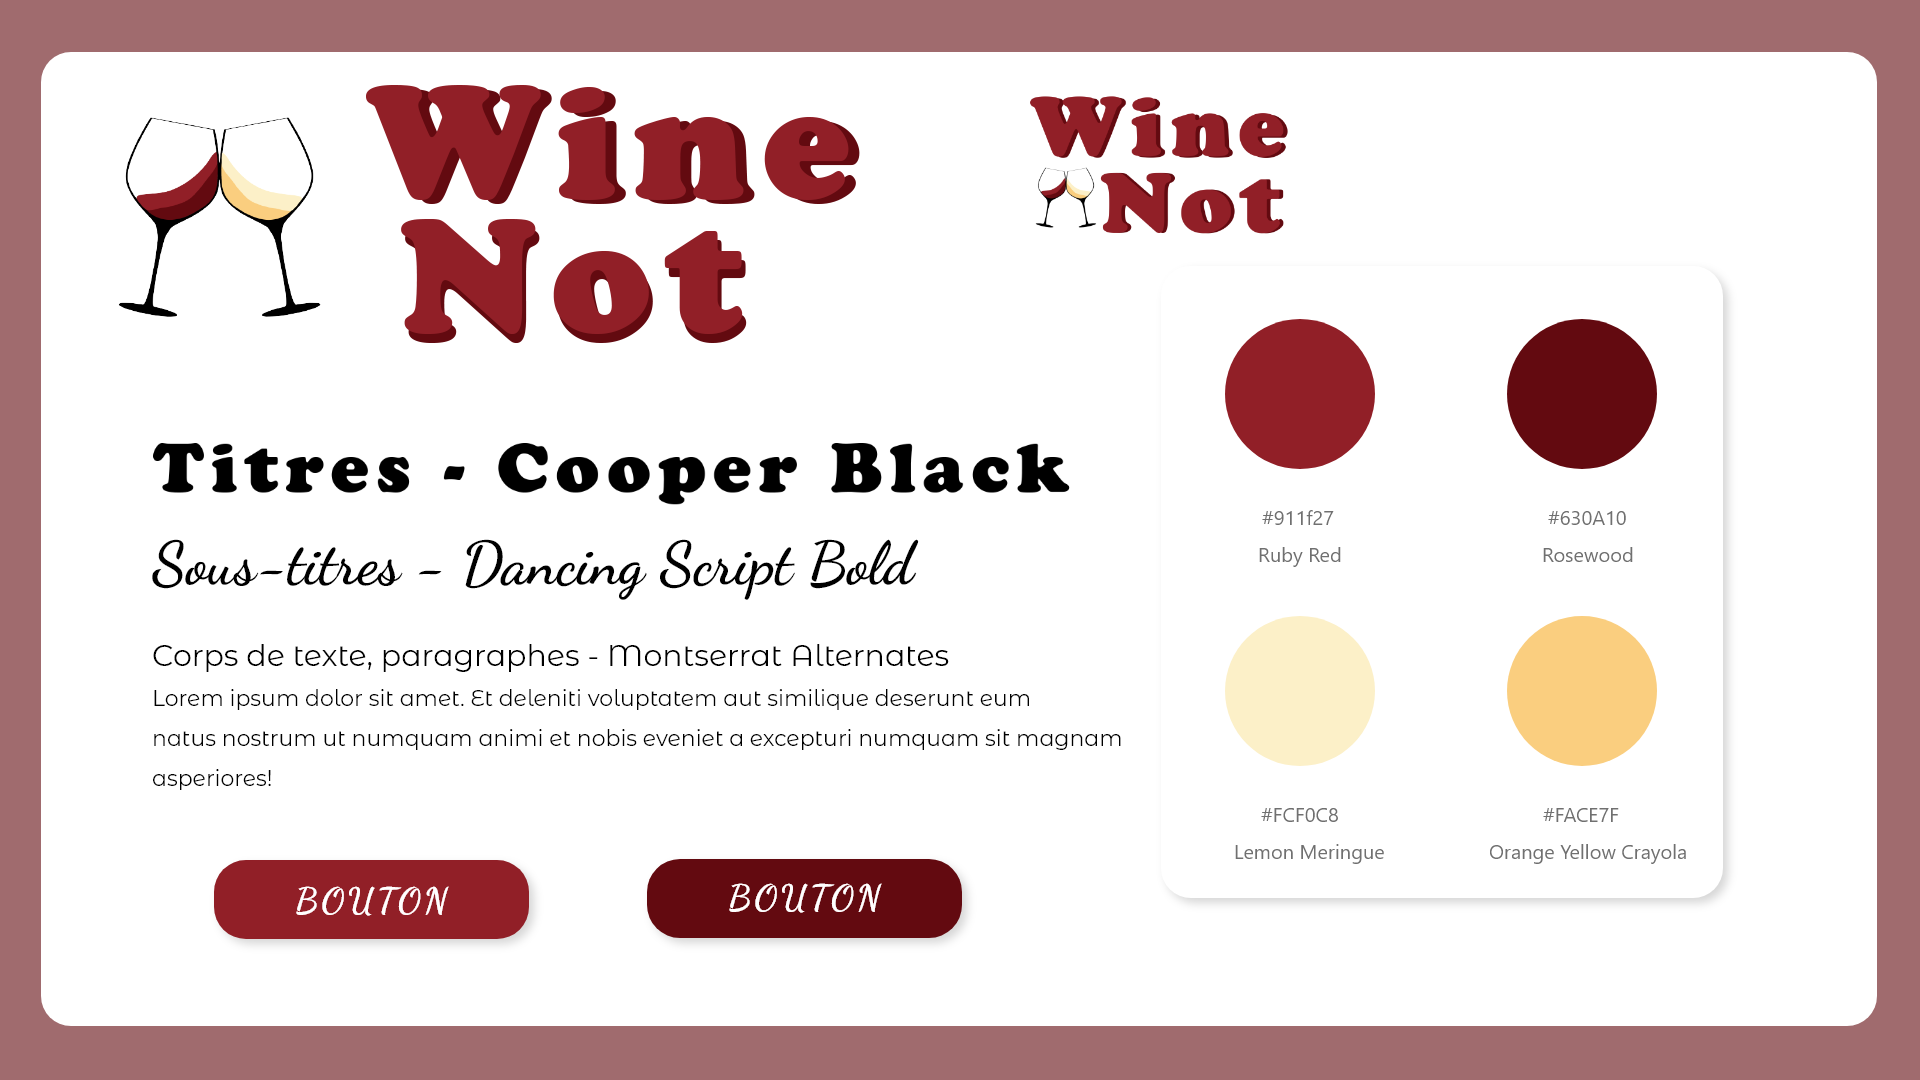 Wine
Not
Wine
Not
Titres - Cooper Black
Sous-titres - Dancing Script Bold
Corps de texte, paragraphes - Montserrat Alternates
Lorem ipsum dolor sit amet. Et deleniti voluptatem aut similique deserunt eum
natus nostrum ut numquam animi et nobis eveniet a excepturi numquam sit magnam
asperiores!
BOUTON
BOUTON
#911f27
Ruby Red
#630A10
Rosewood
#FCF0C8
Lemon Meringue
#FACE7F
Orange Yellow Crayola